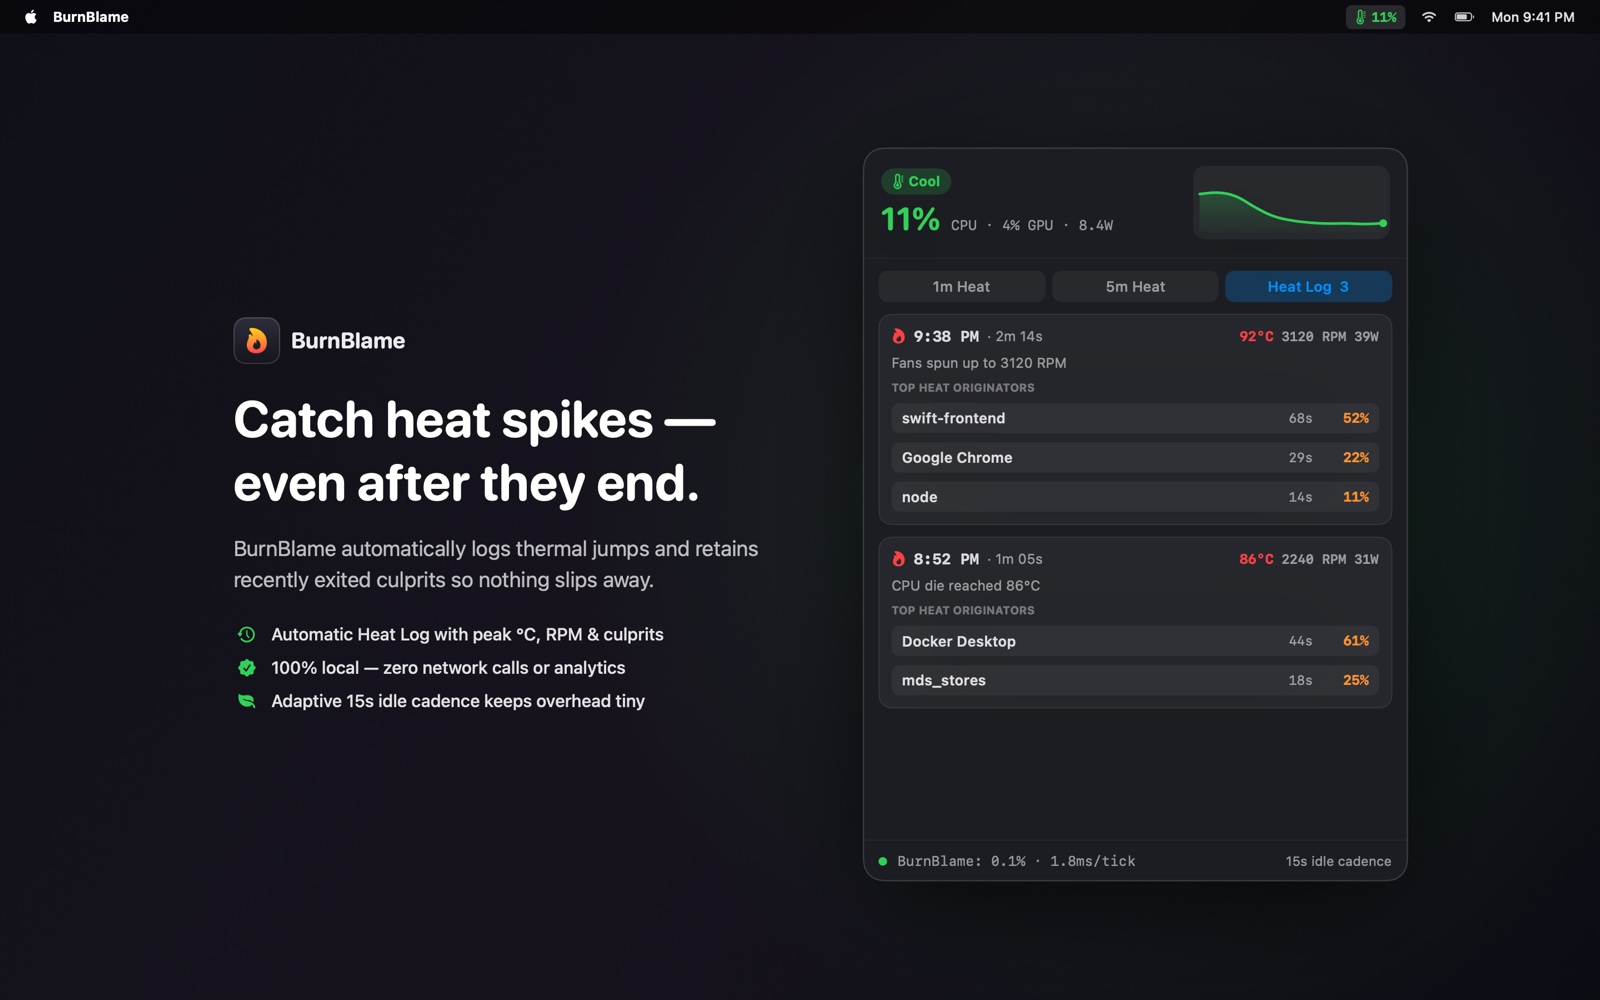 BurnBlame
11%
Mon 9:41 PM
BurnBlame
Catch heat spikes —
even after they end.
BurnBlame automatically logs thermal jumps and retains
recently exited culprits so nothing slips away.
Automatic Heat Log with peak °C, RPM & culprits
100% local — zero network calls or analytics
Adaptive 15s idle cadence keeps overhead tiny
Cool
11% CPU · 4% GPU · 8.4W
1m Heat 5m Heat Heat Log 3
9:38 PM · 2m 14s 92°C 3120 RPM 39W
Fans spun up to 3120 RPM
TOP HEAT ORIGINATORS
swift-frontend 68s 52%
Google Chrome 29s 22%
node 14s 11%
8:52 PM · 1m 05s 86°C 2240 RPM 31W
CPU die reached 86°C
TOP HEAT ORIGINATORS
Docker Desktop 44s 61%
mds_stores 18s 25%
BurnBlame: 0.1% · 1.8ms/tick 15s idle cadence